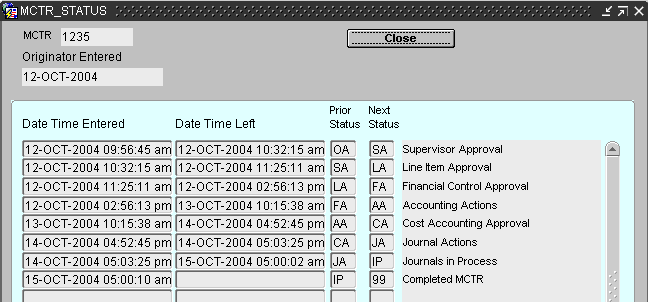 MCTR_STATUS
MCTR 1235 Close
Originator Entered
12-OCT-2004
Prior Next
Date Time Entered Date Time Left Status Status
12-OCT-2004 09:56:45 am 12-OCT-2004 10:32:15 am OA SA Supervisor Approval
12-OCT-2004 10:32:15 am 12-OCT-2004 11:25:11 am SA LA Line Item Approval
12-OCT-2004 11:25:11 am 12-OCT-2004 02:56:13 pm LA FA Financial Control Approval
12-OCT-2004 02:56:13 pm 13-OCT-2004 10:15:38 am FA AA Accounting Actions
13-OCT-2004 10:15:38 am 14-OCT-2004 04:52:45 pm AA CA Cost Accounting Approval
14-OCT-2004 04:52:45 pm 14-OCT-2004 05:03:25 pm CA JA Journal Actions
14-OCT-2004 05:03:25 pm 15-OCT-2004 05:00:02 am JA IP Journals in Process
15-OCT-2004 05:00:10 am IP 99 Completed MCTR